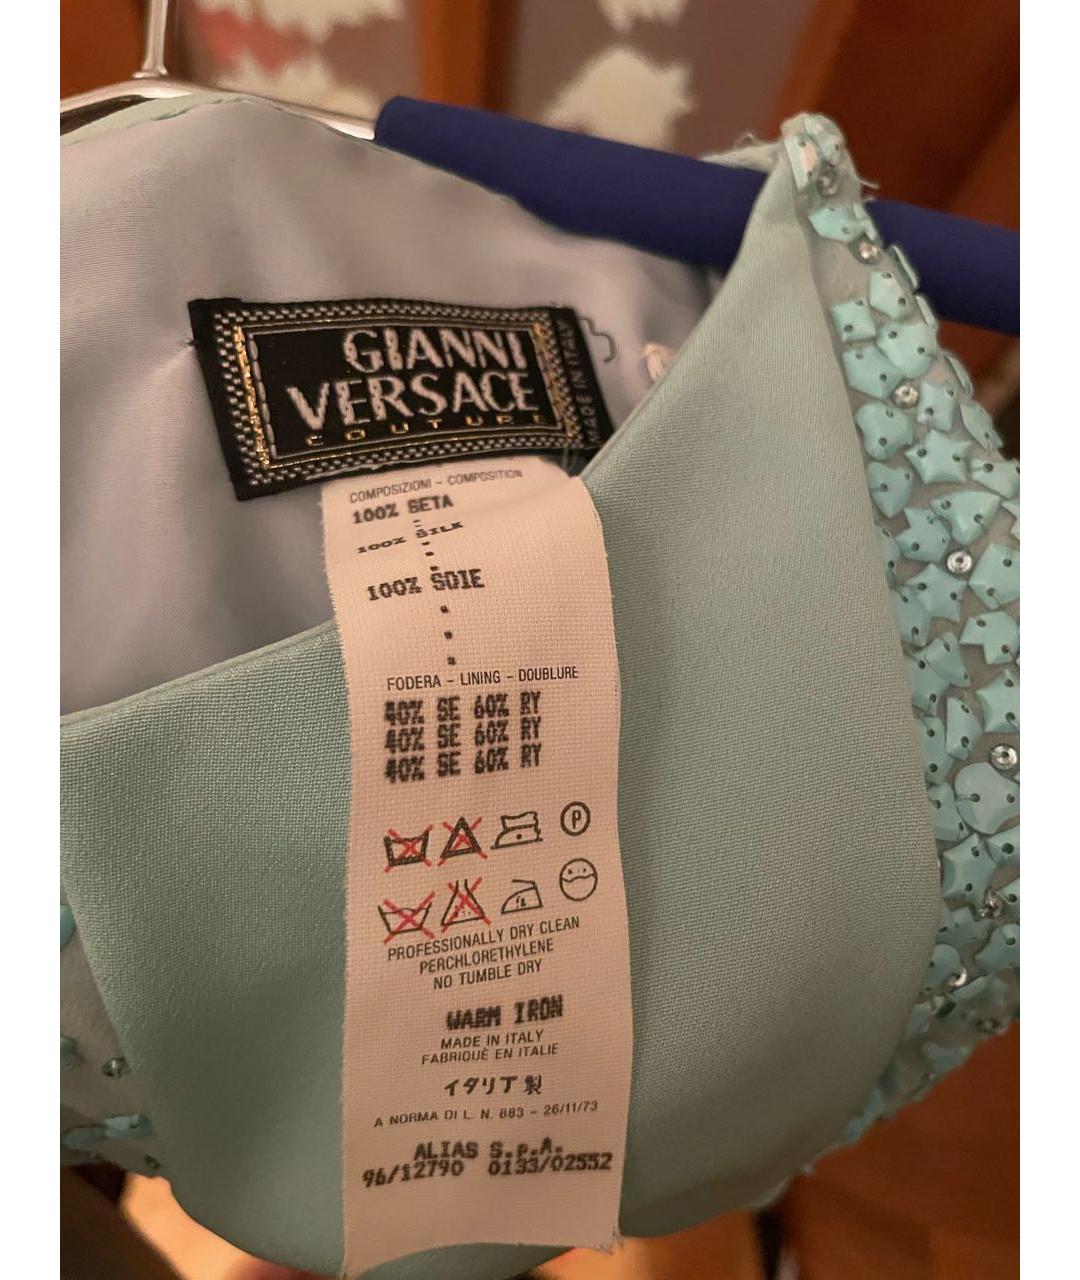 GIANNI
VERSACE
COUTURE
MADE IN ITALY
COMPOSIZIONI - COMPOSITION
100% SETA
100% SILK
100% SOIE
FODERA - LINING - DOUBLURE
40% SE 60% RY
40% SE 60% RY
40% SE 60% RY
P
PROFESSIONALLY DRY CLEAN
PERCHLORETHYLENE
NO TUMBLE DRY
WARM IRON
MADE IN ITALY
FABRIQUÈ EN ITALIE
イタリア製
A NORMA DI L. N. 883 - 26/11/73
ALIAS S.p.A.
96/12790 0133/02552